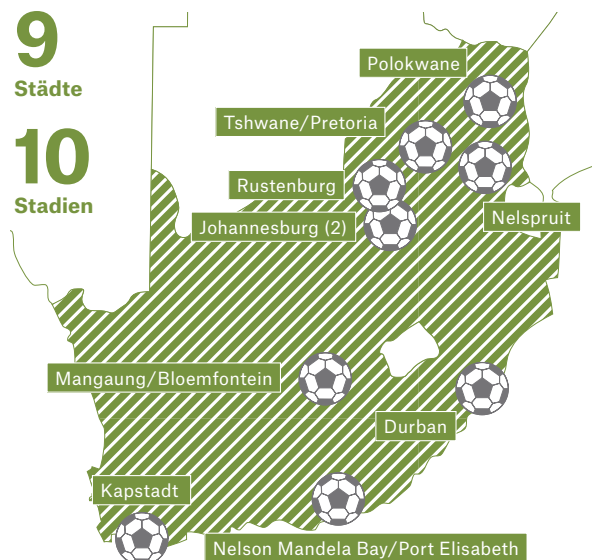 9
Städte
10
Stadien
Polokwane
Tshwane/Pretoria
Rustenburg
Johannesburg (2)
Nelspruit
Mangaung/Bloemfontein
Durban
Kapstadt
Nelson Mandela Bay/Port Elisabeth